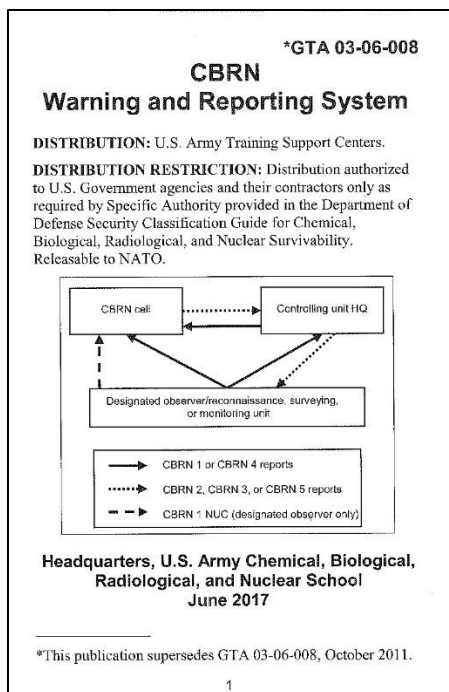 *GTA 03-06-008
CBRN
Warning and Reporting System
DISTRIBUTION: U.S. Army Training Support Centers.
DISTRIBUTION RESTRICTION: Distribution authorized
to U.S. Government agencies and their contractors only as
required by Specific Authority provided in the Department of
Defense Security Classification Guide for Chemical,
Biological, Radiological, and Nuclear Survivability.
Releasable to NATO.
CBRN cell
Controlling unit HQ
Designated observer/reconnaissance, surveying,
or monitoring unit
CBRN 1 or CBRN 4 reports
CBRN 2, CBRN 3, or CBRN 5 reports
CBRN 1 NUC (designated observer only)
Headquarters, U.S. Army Chemical, Biological,
Radiological, and Nuclear School
June 2017
*This publication supersedes GTA 03-06-008, October 2011.
1